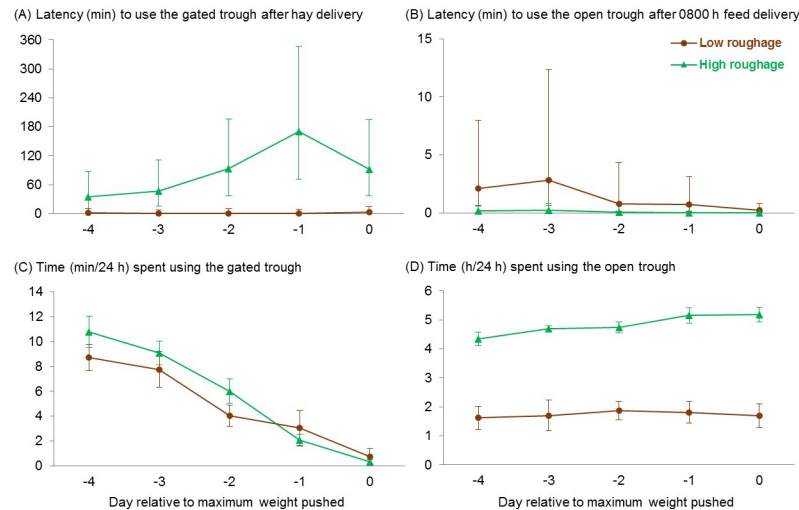 (A) Latency (min) to use the gated trough after hay delivery
360
300
240
180
120
60
0
-4 -3 -2 -1 0
(B) Latency (min) to use the open trough after 0800 h feed delivery
15
10
5
0
Low roughage
High roughage
-4 -3 -2 -1 0
(C) Time (min/24 h) spent using the gated trough
14
12
10
8
6
4
2
0
-4 -3 -2 -1 0
Day relative to maximum weight pushed
(D) Time (h/24 h) spent using the open trough
6
5
4
3
2
1
0
-4 -3 -2 -1 0
Day relative to maximum weight pushed